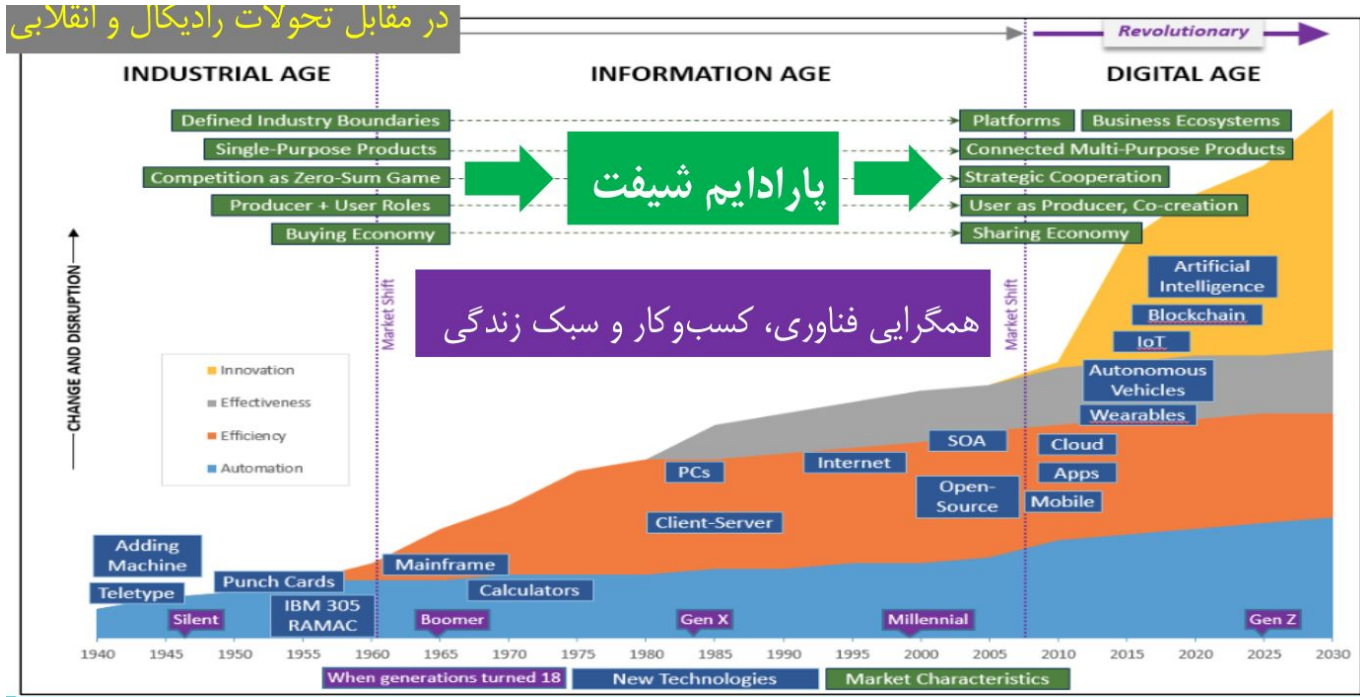 در مقابل تحولات رادیکال و انقلابی
Revolutionary
INDUSTRIAL AGE
INFORMATION AGE
DIGITAL AGE
Defined Industry Boundaries
Platforms
Business Ecosystems
Single-Purpose Products
Connected Multi-Purpose Products
Competition as Zero-Sum Game
Strategic Cooperation
Producer + User Roles
User as Producer, Co-creation
Buying Economy
Sharing Economy
پارادایم شیفت
همگرایی فناوری، کسب‌وکار و سبک زندگی
Market Shift
Market Shift
CHANGE AND DISRUPTION
Innovation
Effectiveness
Efficiency
Automation
Artificial
Intelligence
Blockchain
IoT
Autonomous
Vehicles
Wearables
Cloud
Apps
Mobile
SOA
Open-
Source
Internet
PCs
Client-Server
Mainframe
Calculators
Adding
Machine
Teletype
Punch Cards
IBM 305
RAMAC
Silent
Boomer
Gen X
Millennial
Gen Z
1940 1945 1950 1955 1960 1965 1970 1975 1980 1985 1990 1995 2000 2005 2010 2015 2020 2025 2030
When generations turned 18
New Technologies
Market Characteristics